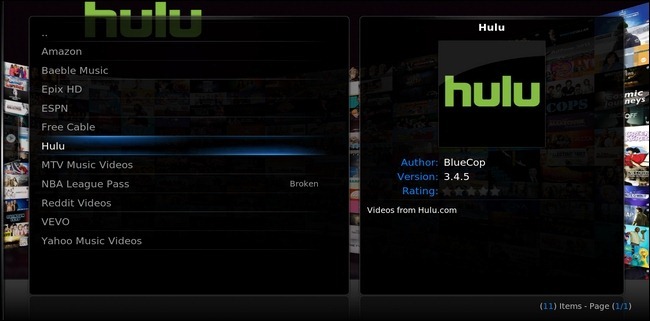 hulu
..
Amazon
Baeble Music
Epix HD
ESPN
Free Cable
Hulu
MTV Music Videos
NBA League Pass Broken
Reddit Videos
VEVO
Yahoo Music Videos
Hulu
hulu
Author: BlueCop
Version: 3.4.5
Rating:
Videos from Hulu.com
COPS
(11) Items - Page (1/1)